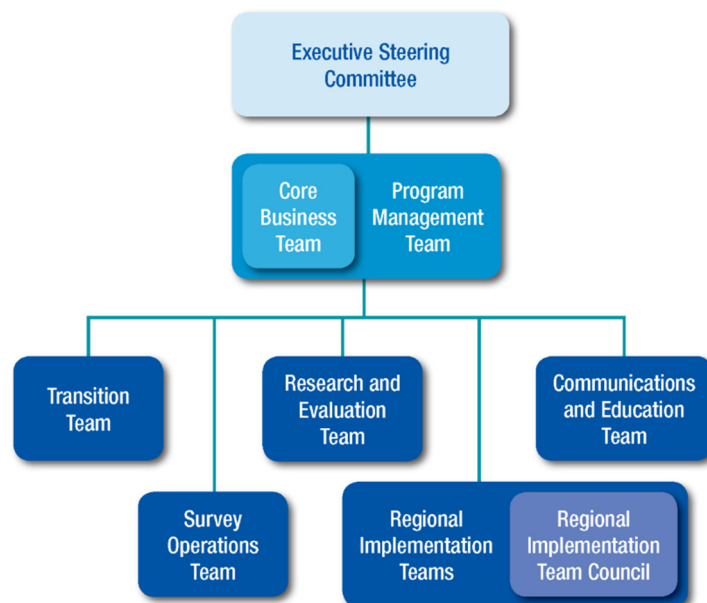 Executive Steering
Committee
Core
Business
Team
Program
Management
Team
Transition
Team
Research and
Evaluation
Team
Communications
and Education
Team
Survey
Operations
Team
Regional
Implementation
Teams
Regional
Implementation
Team Council